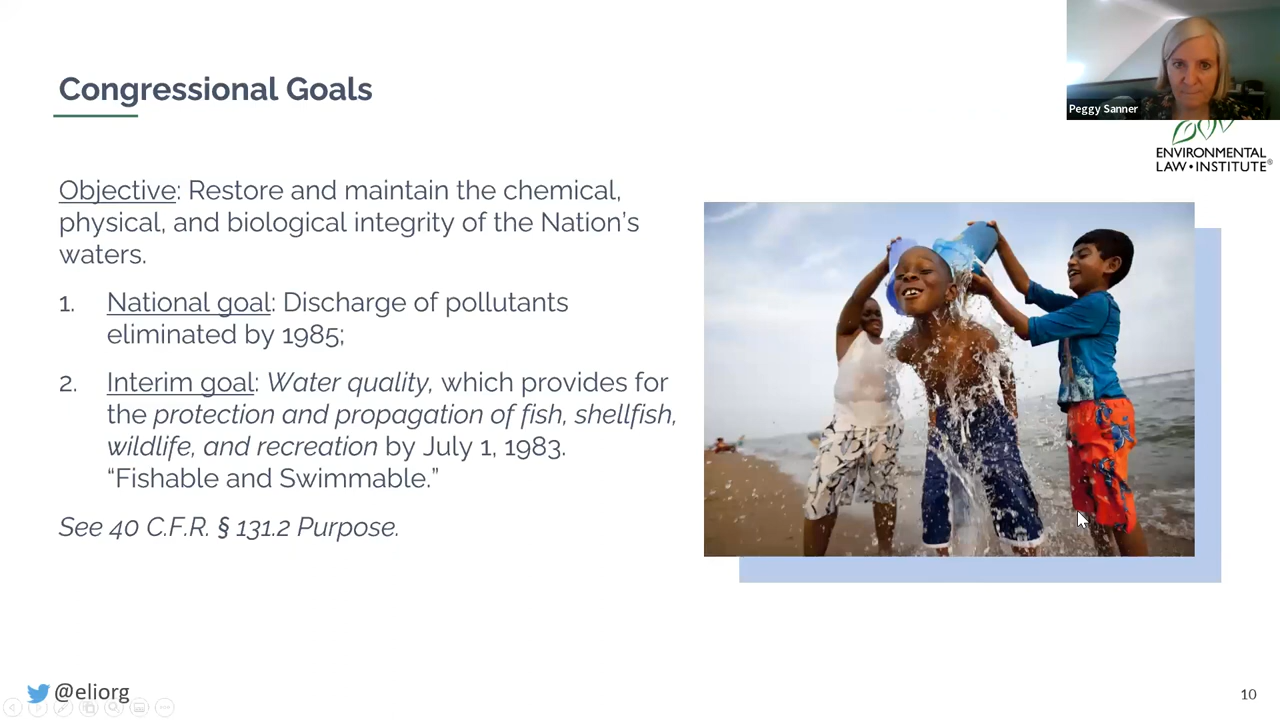 Congressional Goals
Peggy Sanner
ENVIRONMENTAL
LAW • INSTITUTE®
Objective: Restore and maintain the chemical,
physical, and biological integrity of the Nation’s
waters.
1. National goal: Discharge of pollutants
eliminated by 1985;
2. Interim goal: Water quality, which provides for
the protection and propagation of fish, shellfish,
wildlife, and recreation by July 1, 1983.
“Fishable and Swimmable.”
See 40 C.F.R. § 131.2 Purpose.
@eliorg
10